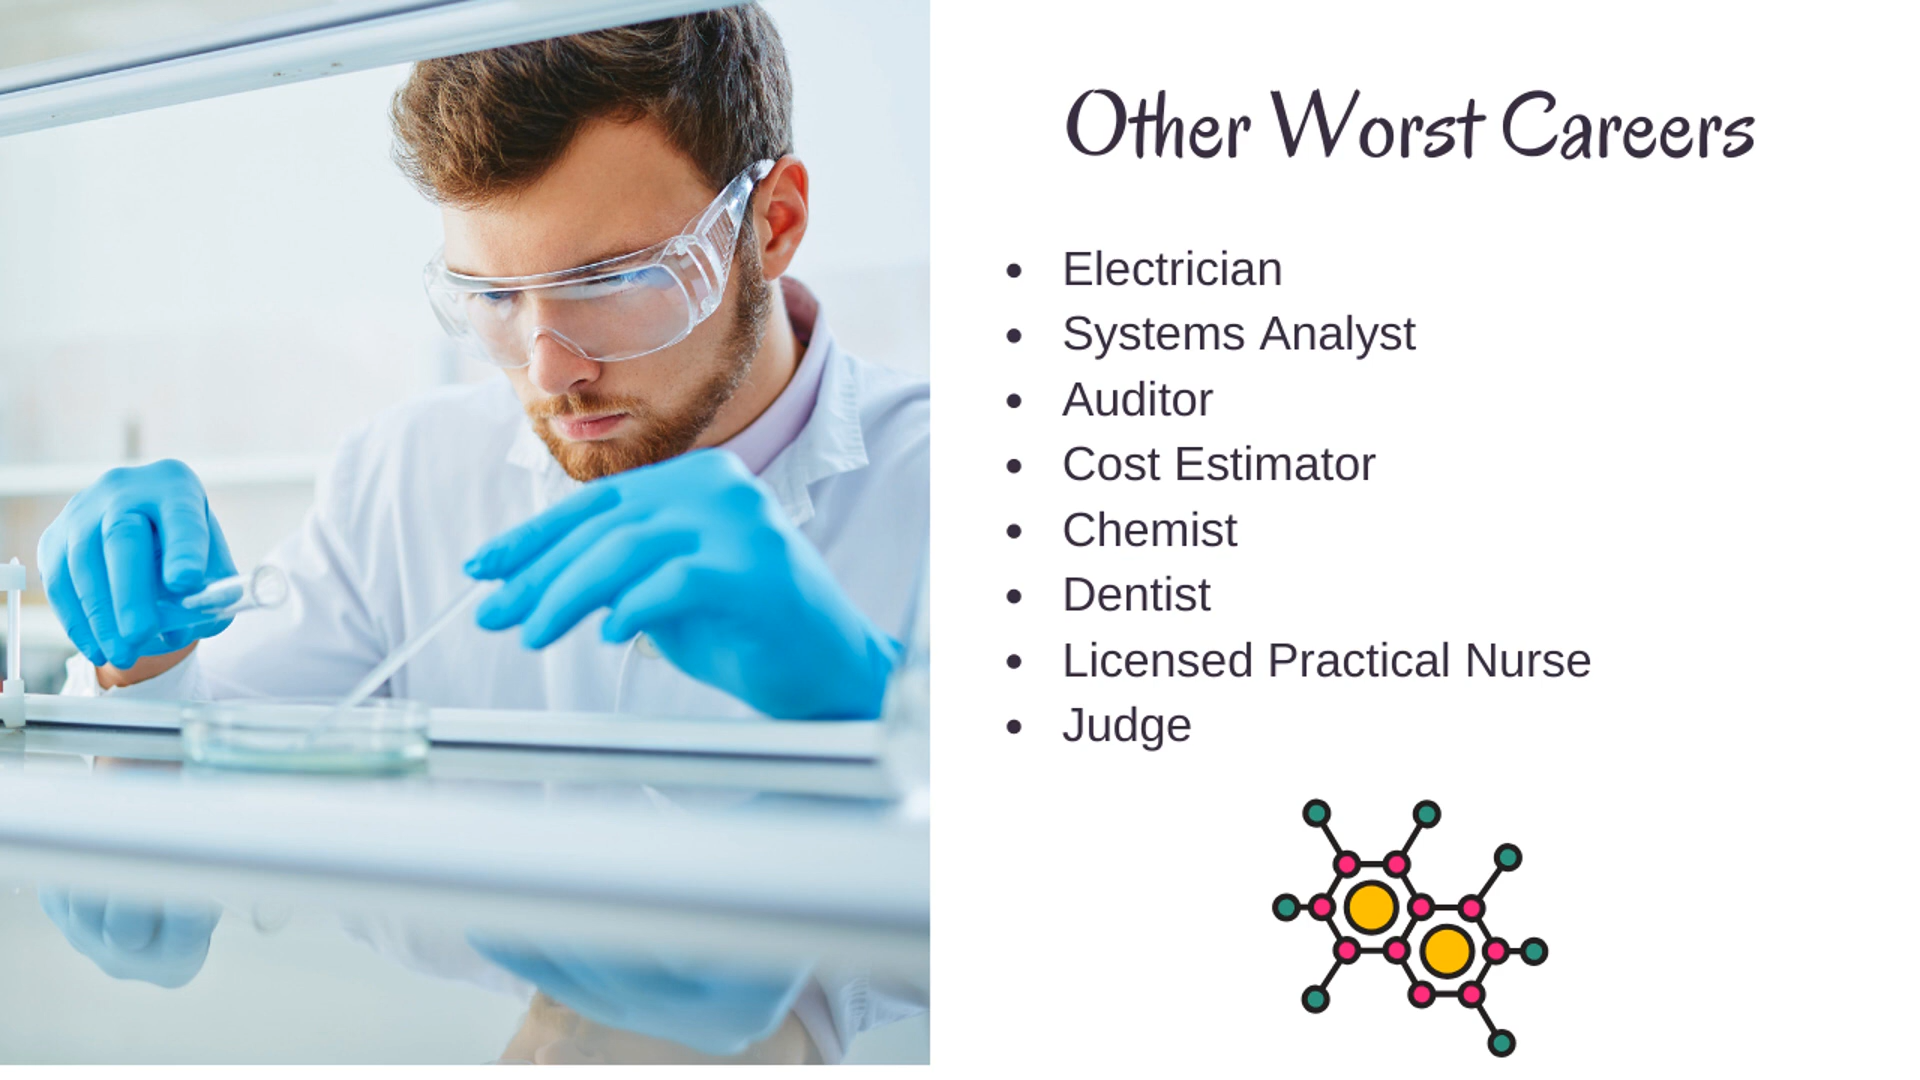 Other Worst Careers
Electrician
Systems Analyst
Auditor
Cost Estimator
Chemist
Dentist
Licensed Practical Nurse
Judge